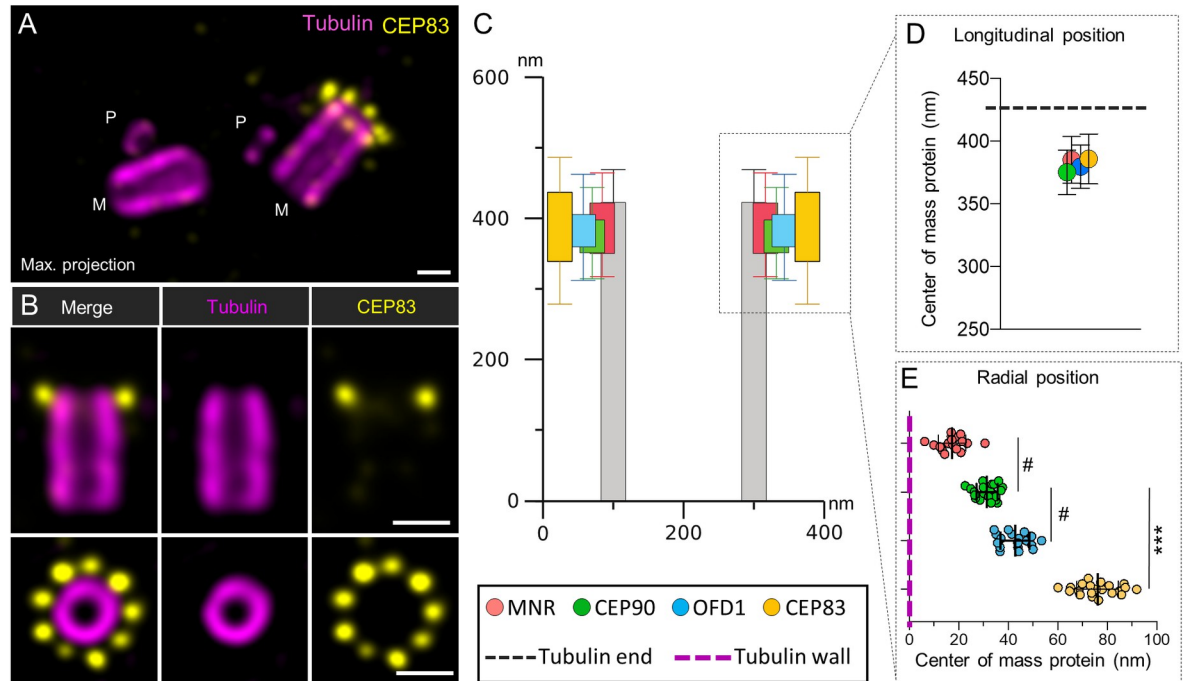 A
Tubulin CEP83
P
P
M
M
Max. projection
B
Merge
Tubulin
CEP83
C
nm
600
400
200
0
nm
0
200
400
MNR
CEP90
OFD1
CEP83
Tubulin end
Tubulin wall
D
Longitudinal position
Center of mass protein (nm)
450
400
350
300
250
E
Radial position
#
#
***
0
20
40
60
80
100
Center of mass protein (nm)